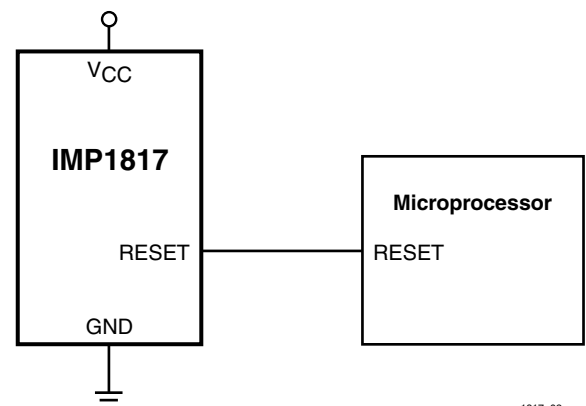 VCC
IMP1817
Microprocessor
RESET
RESET
GND